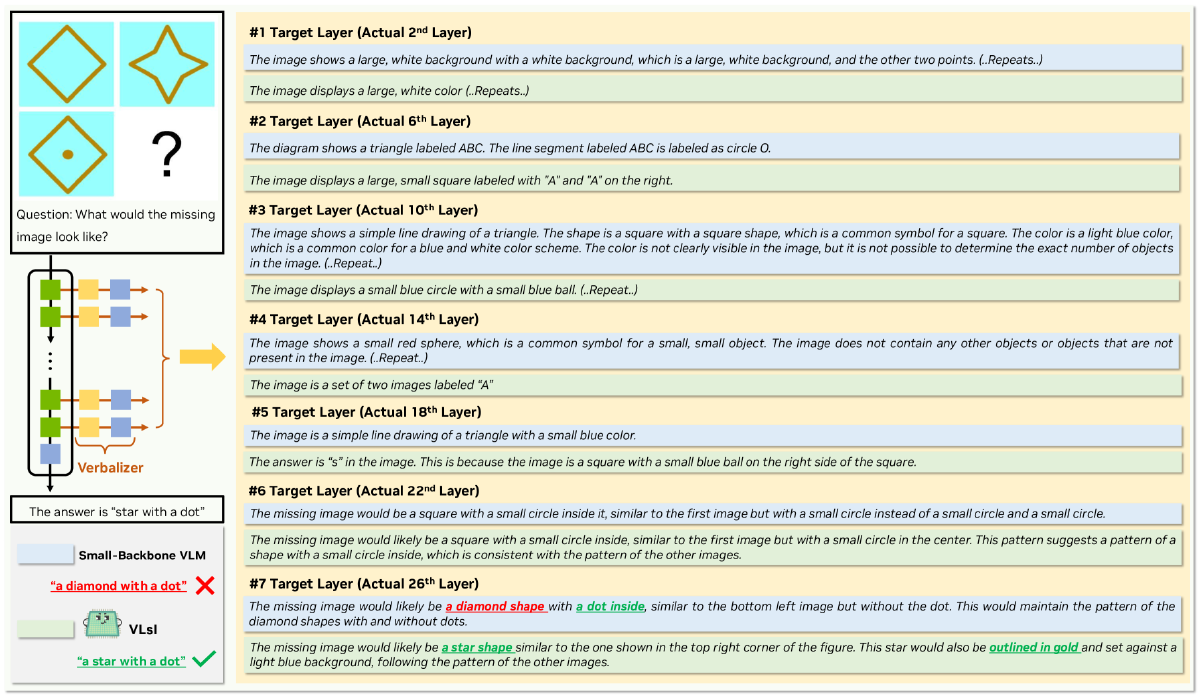 ?
Question: What would the missing
image look like?
Verbalizer
The answer is “star with a dot”
Small-Backbone VLM
“a diamond with a dot”
VLsI
“a star with a dot”
#1 Target Layer (Actual 2nd Layer)
The image shows a large, white background with a white background, which is a large, white background, and the other two points. (..Repeats..)
The image displays a large, white color (..Repeats..)
#2 Target Layer (Actual 6th Layer)
The diagram shows a triangle labeled ABC. The line segment labeled ABC is labeled as circle O.
The image displays a large, small square labeled with "A" and "A" on the right.
#3 Target Layer (Actual 10th Layer)
The image shows a simple line drawing of a triangle. The shape is a square with a square shape, which is a common symbol for a square. The color is a light blue color,
which is a common color for a blue and white color scheme. The color is not clearly visible in the image, but it is not possible to determine the exact number of objects
in the image. (..Repeat..)
The image displays a small blue circle with a small blue ball. (..Repeat..)
#4 Target Layer (Actual 14th Layer)
The image shows a small red sphere, which is a common symbol for a small, small object. The image does not contain any other objects or objects that are not
present in the image. (..Repeat..)
The image is a set of two images labeled “A”
#5 Target Layer (Actual 18th Layer)
The image is a simple line drawing of a triangle with a small blue color.
The answer is “s” in the image. This is because the image is a square with a small blue ball on the right side of the square.
#6 Target Layer (Actual 22nd Layer)
The missing image would be a square with a small circle inside it, similar to the first image but with a small circle instead of a small circle and a small circle.
The missing image would likely be a square with a small circle inside, similar to the first image but with a small circle in the center. This pattern suggests a pattern of a
shape with a small circle inside, which is consistent with the pattern of the other images.
#7 Target Layer (Actual 26th Layer)
The missing image would likely be a diamond shape with a dot inside, similar to the bottom left image but without the dot. This would maintain the pattern of the
diamond shapes with and without dots.
The missing image would likely be a star shape similar to the one shown in the top right corner of the figure. This star would also be outlined in gold and set against a
light blue background, following the pattern of the other images.